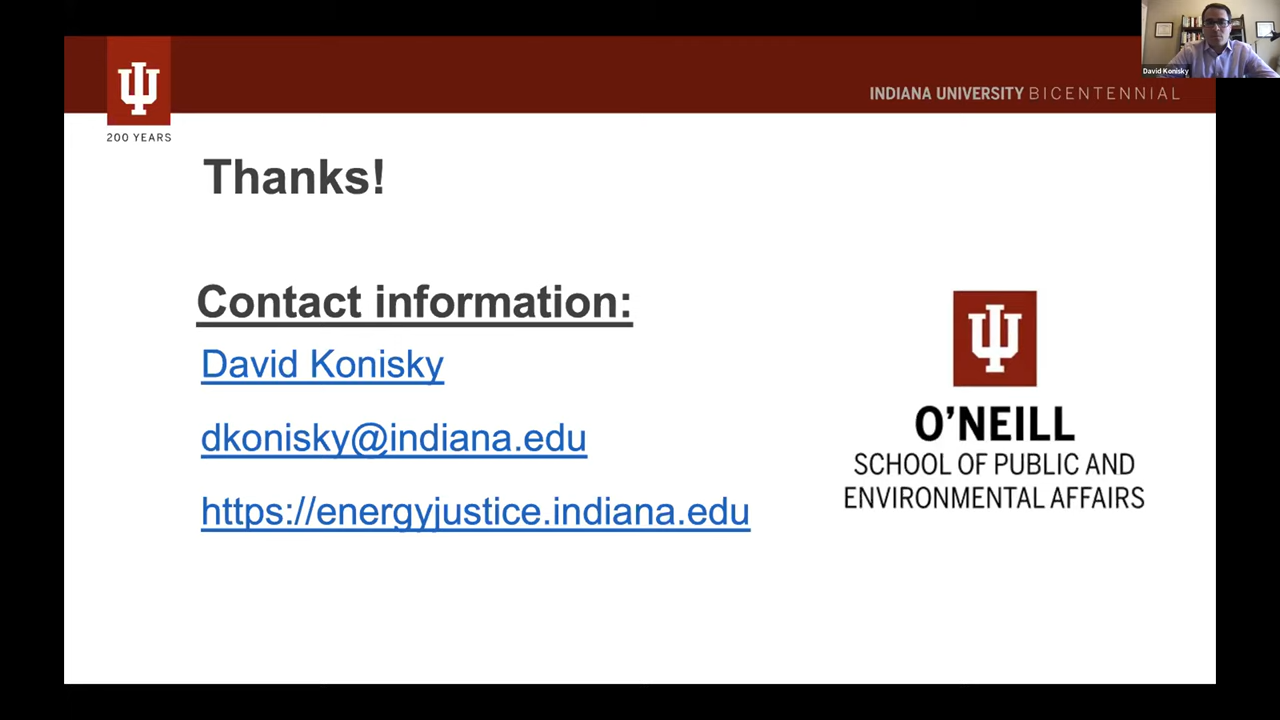 David Konisky
INDIANA UNIVERSITY BICENTENNIAL
200 YEARS
Thanks!
Contact information:
David Konisky
dkonisky@indiana.edu
https://energyjustice.indiana.edu
O’NEILL
SCHOOL OF PUBLIC AND
ENVIRONMENTAL AFFAIRS